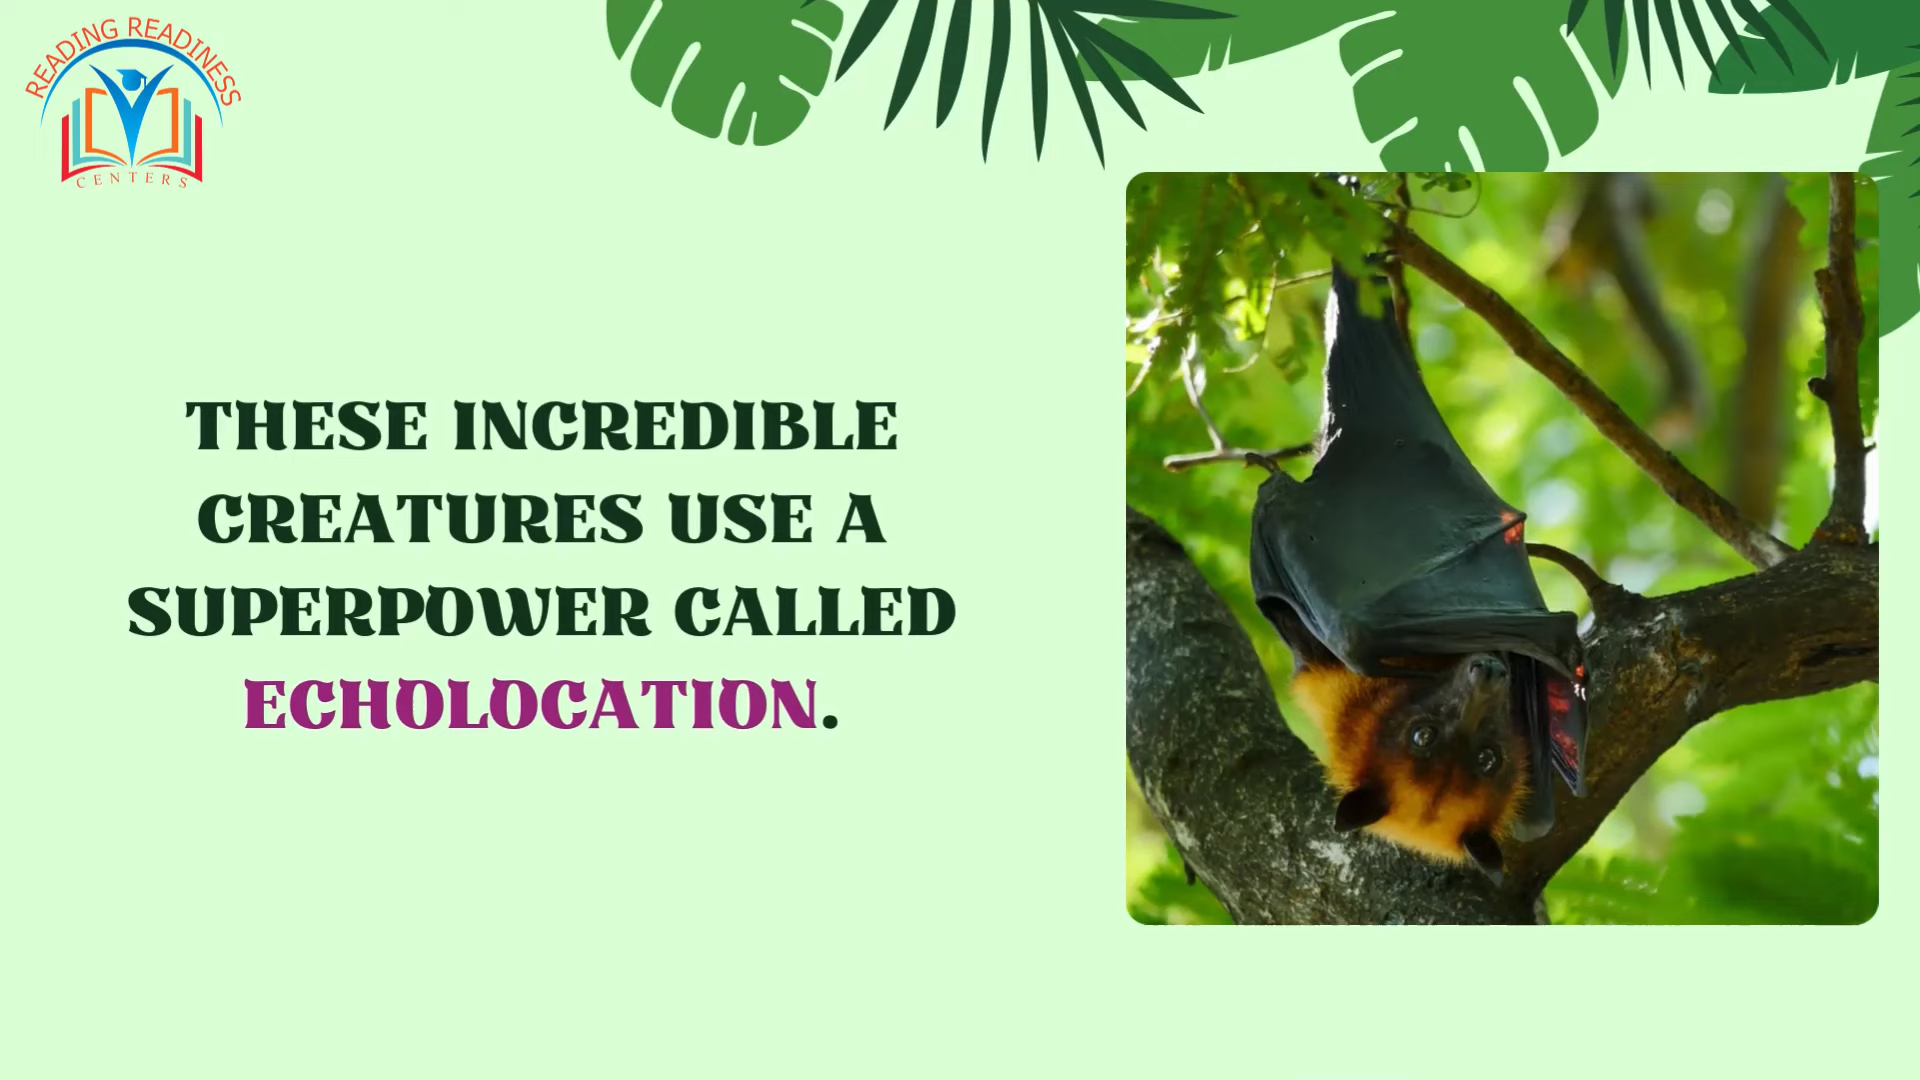 READING READINESS
CENTERS
THESE INCREDIBLE
CREATURES USE A
SUPERPOWER CALLED
ECHOLOCATION.